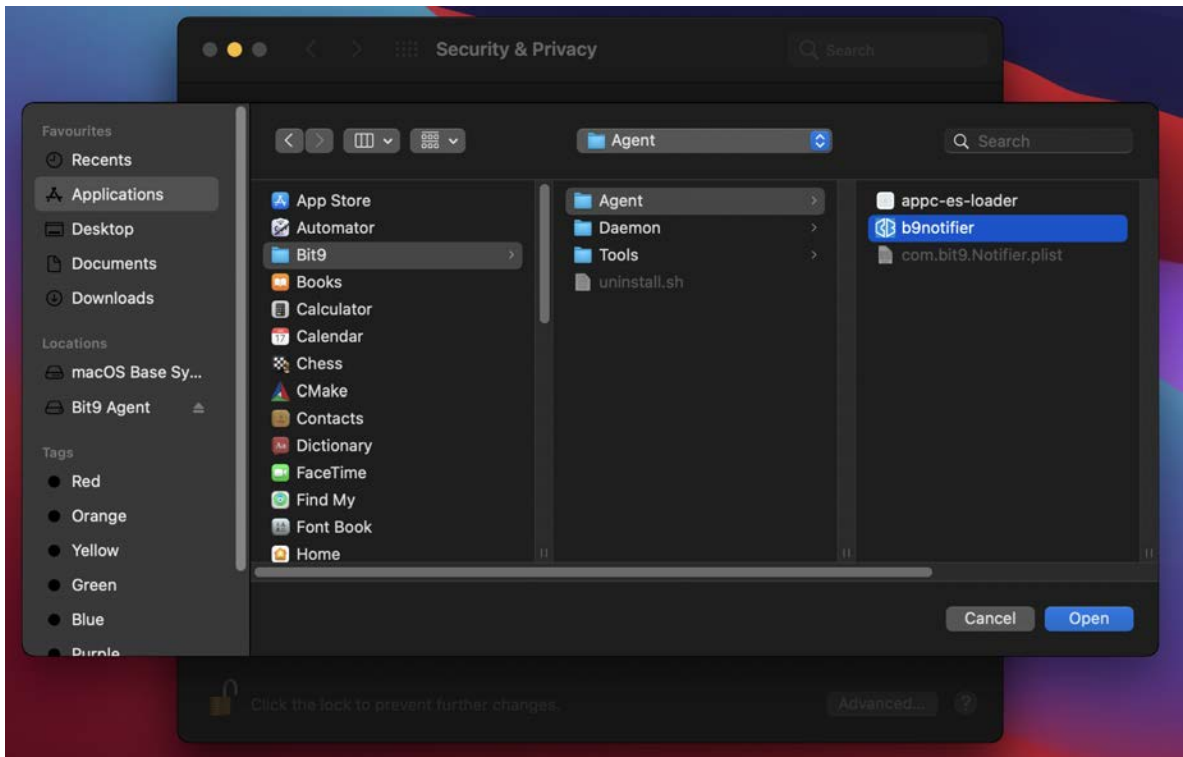 Security & Privacy
Search
Favourites
Recents
Applications
Desktop
Documents
Downloads
Locations
macOS Base Sy...
Bit9 Agent
Tags
Red
Orange
Yellow
Green
Blue
Purple
Agent
Search
App Store
Automator
Bit9
Books
Calculator
Calendar
Chess
CMake
Contacts
Dictionary
FaceTime
Find My
Font Book
Home
Agent
Daemon
Tools
uninstall.sh
appc-es-loader
b9notifier
com.bit9.Notifier.plist
Cancel
Open
Click the lock to prevent further changes.
Advanced...
?